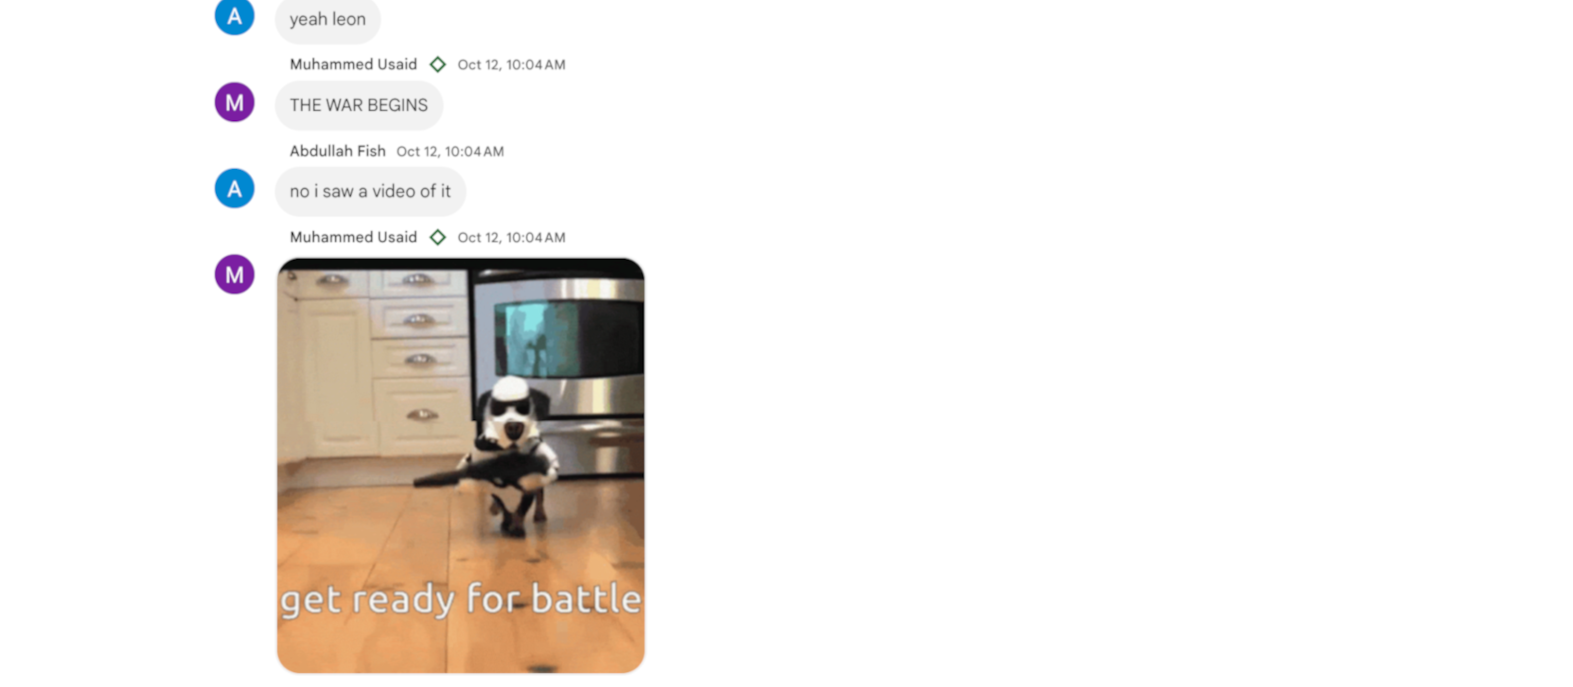 A
yeah leon
Muhammed Usaid Oct 12, 10:04 AM
M
THE WAR BEGINS
Abdullah Fish Oct 12, 10:04 AM
A
no i saw a video of it
Muhammed Usaid Oct 12, 10:04 AM
M
get ready for battle